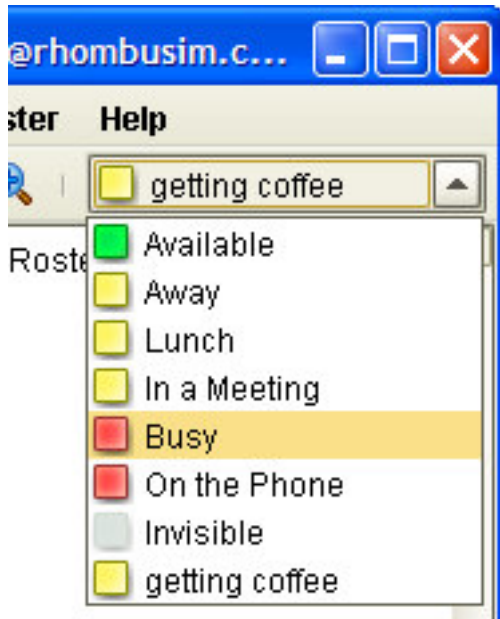 @rhombusim.c...
ster Help
getting coffee
Roste
Available
Away
Lunch
In a Meeting
Busy
On the Phone
Invisible
getting coffee